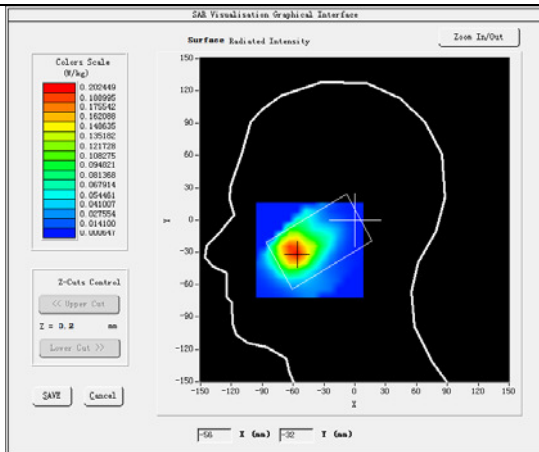 SAR Visualisation Graphical Interface
Surface Radiated Intensity
Zoom In/Out
Colors Scale
(W/kg)
0.202449
0.188995
0.175542
0.162088
0.148635
0.135182
0.121728
0.108275
0.094821
0.081368
0.067914
0.054461
0.041007
0.027554
0.014100
0.000647
Z-Cuts Control
<< Upper Cut
Z = 0.2 mm
Lower Cut >>
SAVE Cancel
150
120
90
60
30
0
-30
-60
-90
-120
-150
Y
-150 -120 -90 -60 -30 0 30 60 90 120 150
X
-56 X (mm) -32 Y (mm)